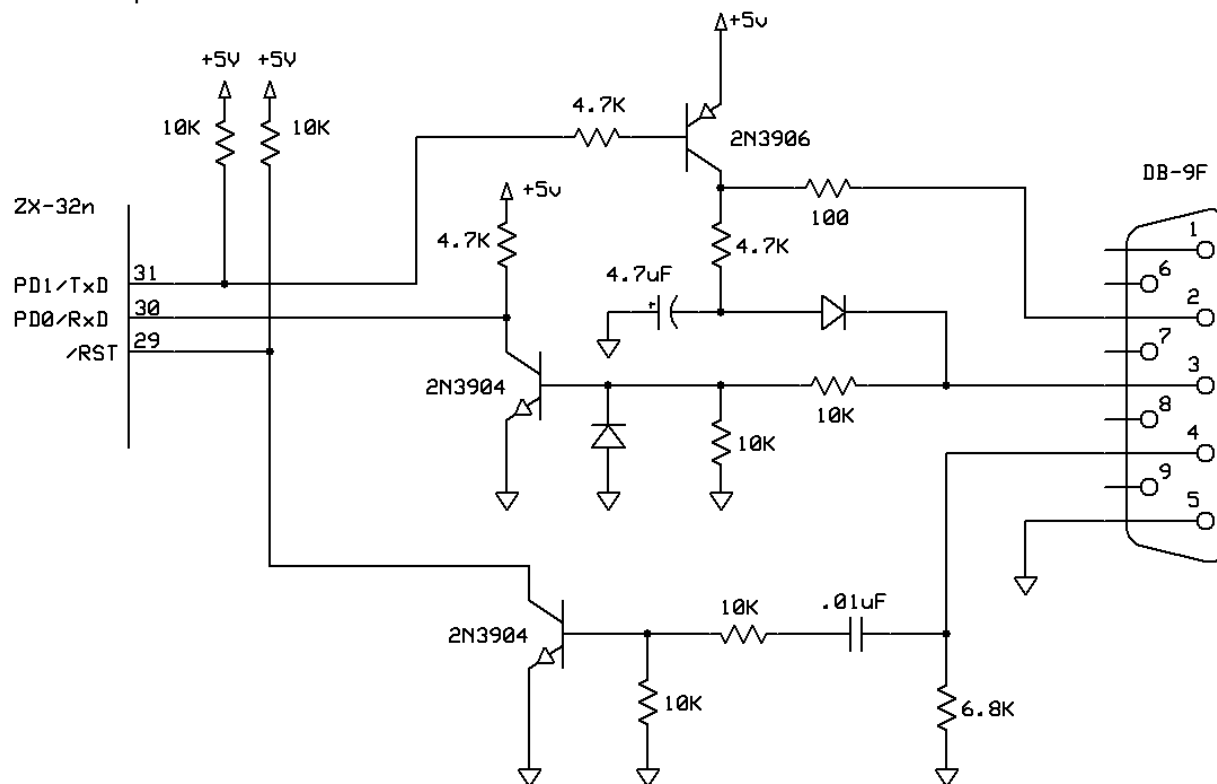 +5v
+5V +5V
4.7K
10K
10K
2N3906
DB-9F
ZX-32n
+5v
4.7K
100
4.7K
1
6
31
PD1/TxD
4.7uF
+
2
30
PD0/RxD
7
29
/RST
3
2N3904
10K
8
10K
4
9
5
.01uF
10K
2N3904
10K
6.8K